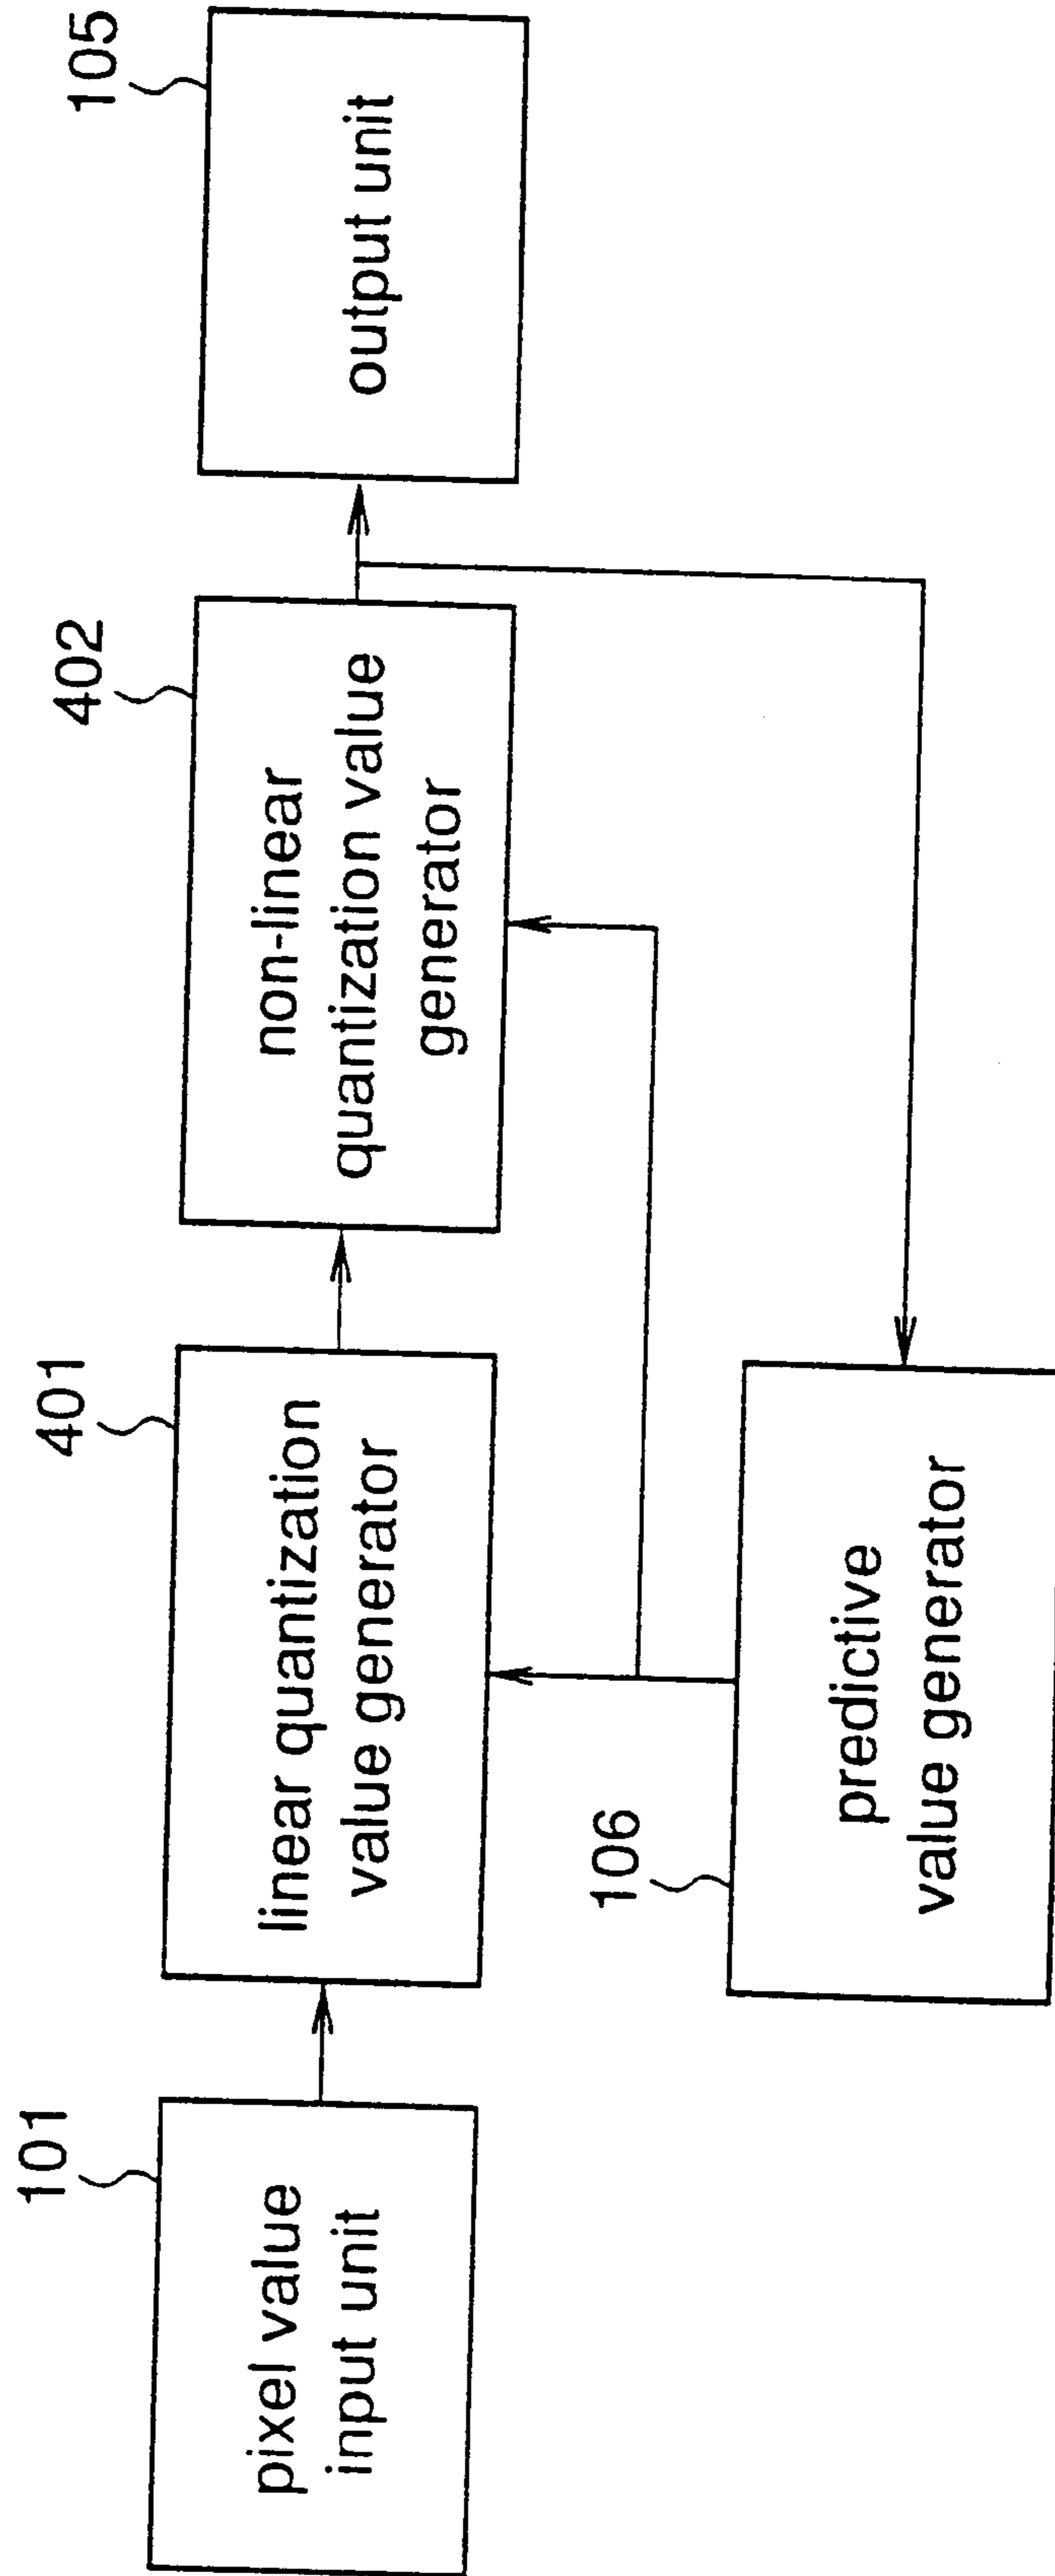 101
pixel value
input unit
401
linear quantization
value generator
402
non-linear
quantization value
generator
105
output unit
106
predictive
value generator